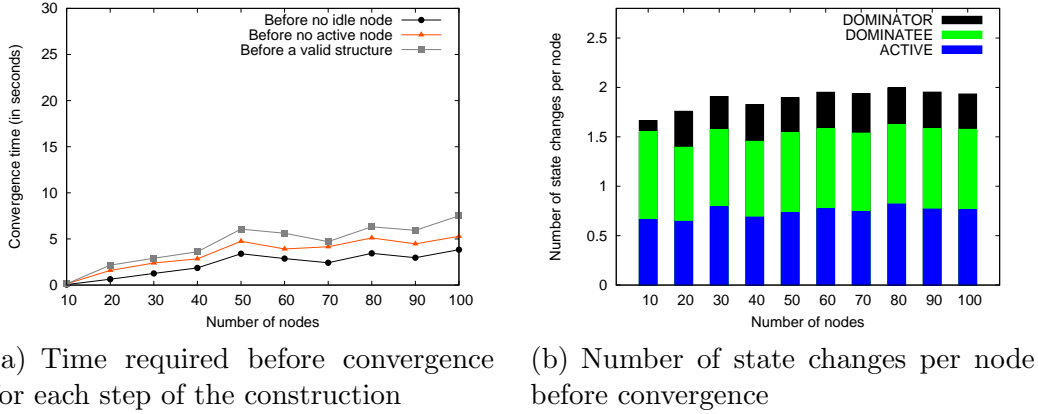 30
25
20
15
10
5
0
10 20 30 40 50 60 70 80 90 100
Convergence time (in seconds)
Number of nodes
Before no idle node
Before no active node
Before a valid structure
2.5
2
1.5
1
0.5
0
10 20 30 40 50 60 70 80 90 100
Number of state changes per node
Number of nodes
DOMINATOR
DOMINATEE
ACTIVE
a) Time required before convergence
or each step of the construction
(b) Number of state changes per node
before convergence